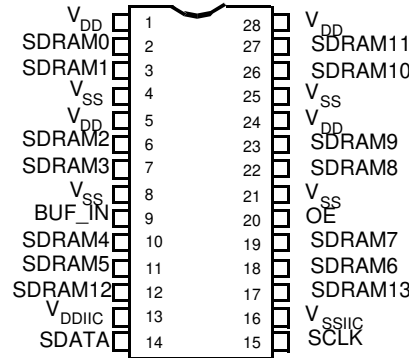 VDD 1 28 VDD
SDRAM0 2 27 SDRAM11
SDRAM1 3 26 SDRAM10
VSS 4 25 VSS
VDD 5 24 VDD
SDRAM2 6 23 SDRAM9
SDRAM3 7 22 SDRAM8
VSS 8 21 VSS
BUF_IN 9 20 OE
SDRAM4 10 19 SDRAM7
SDRAM5 11 18 SDRAM6
SDRAM12 12 17 SDRAM13
VDDIIC 13 16 VSSIIC
SDATA 14 15 SCLK